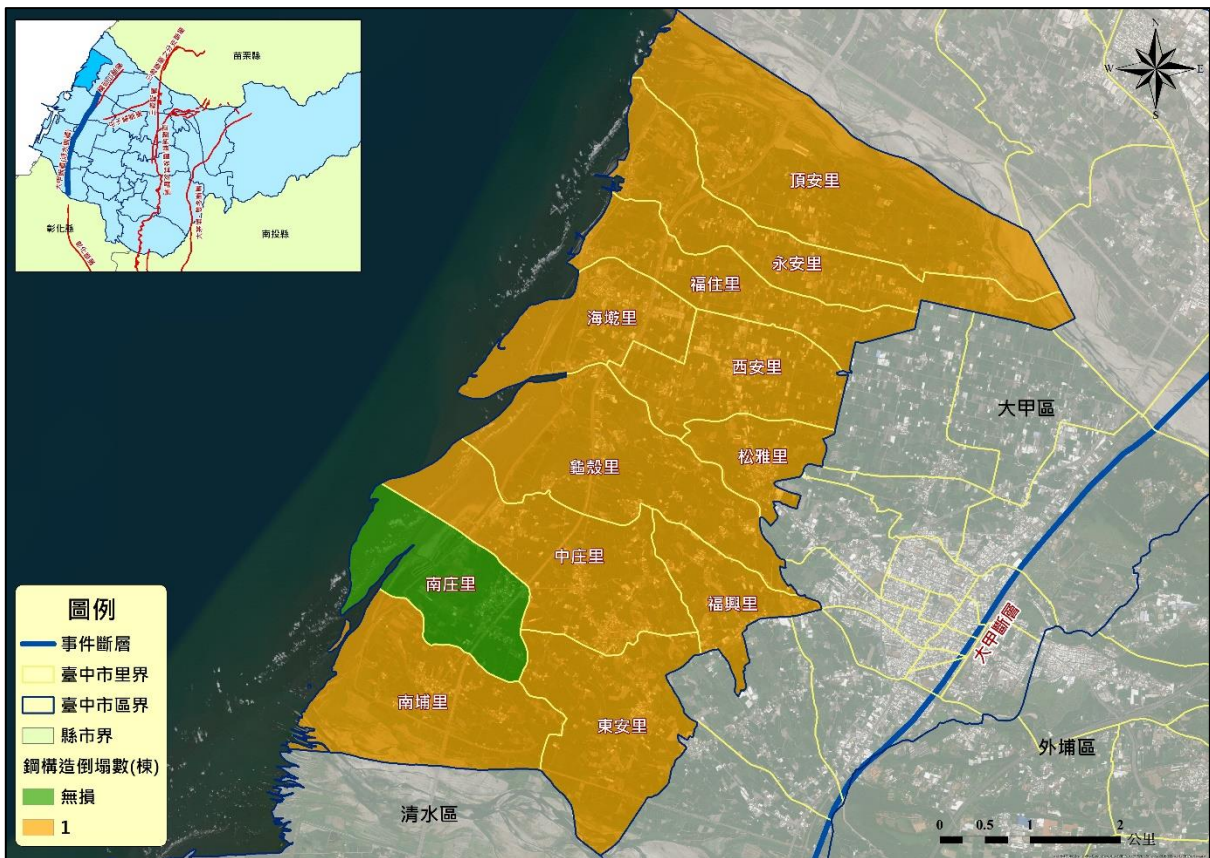 苗栗縣
彰化縣
南投縣
N
W
E
S
頂安里
永安里
福住里
海墘里
西安里
大甲區
松雅里
龜殼里
中庄里
南庄里
福興里
大甲斷層
南埔里
東安里
外埔區
清水區
圖例
事件斷層
臺中市里界
臺中市區界
縣市界
鋼構造倒塌數(棟)
無損
1
0 0.5 1 2
公里